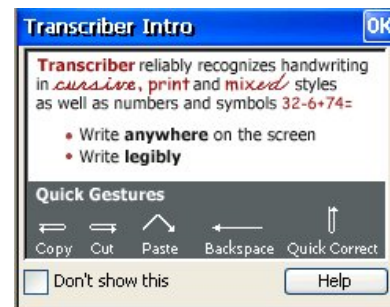 Transcriber Intro OK
Transcriber reliably recognizes handwriting
in cursive, print and mixed styles
as well as numbers and symbols 32-6+74=
• Write anywhere on the screen
• Write legibly
Quick Gestures
Copy Cut Paste Backspace Quick Correct
Don't show this Help